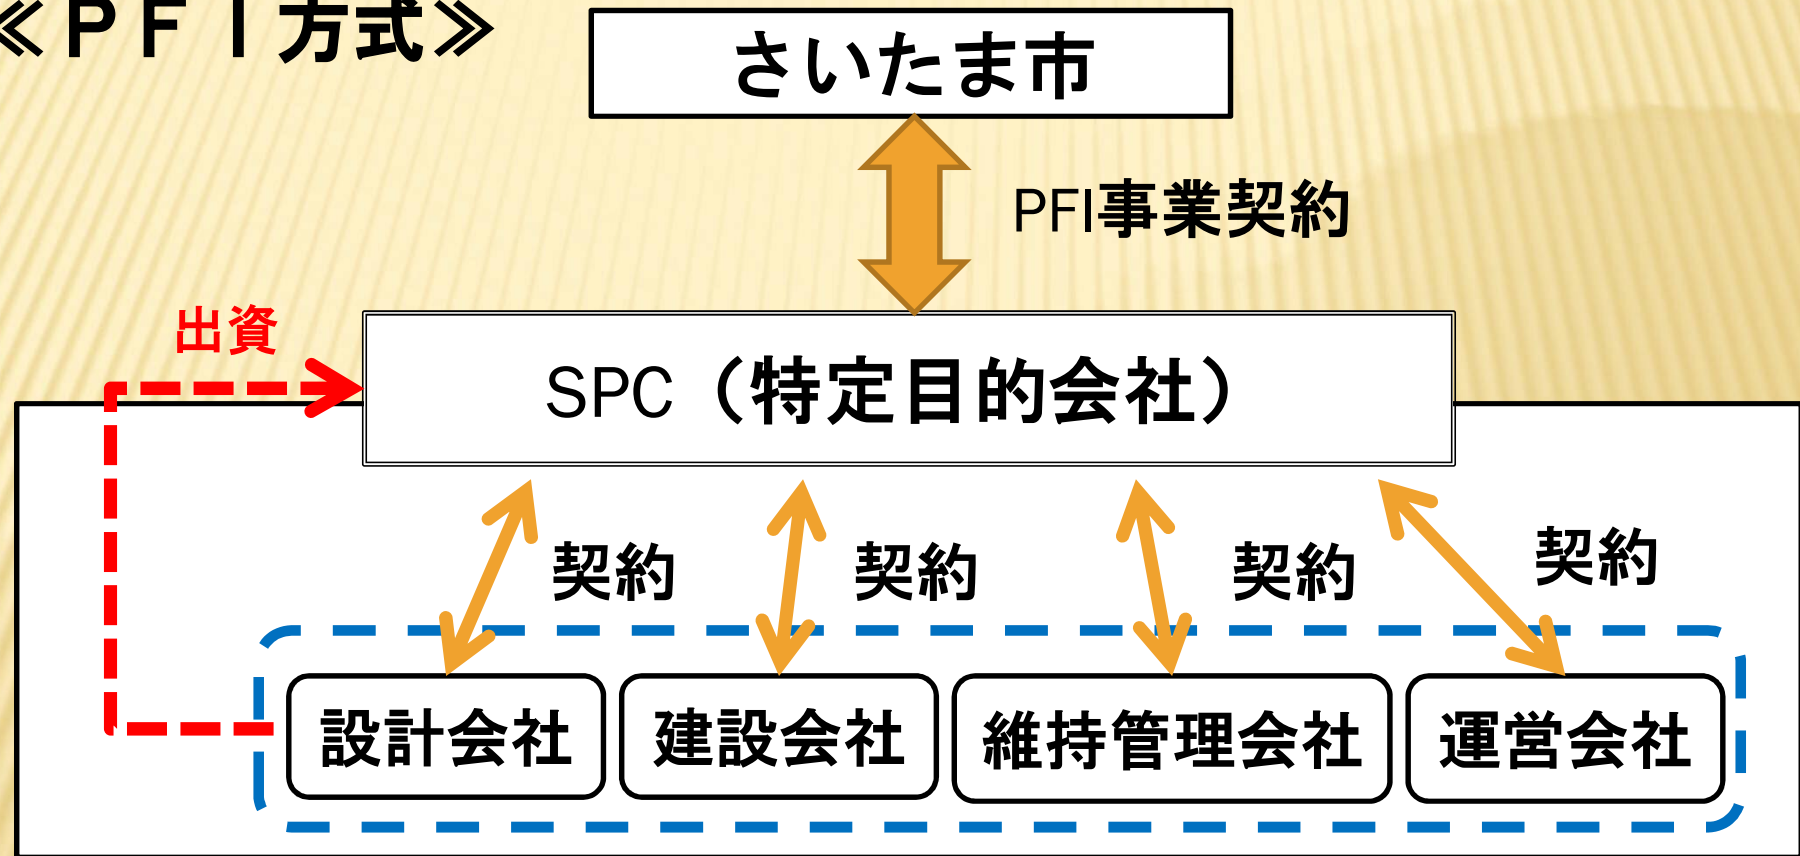 ≪ＰＦＩ方式≫
さいたま市
PFI事業契約
出資
SPC（特定目的会社）
契約
契約
契約
契約
設計会社
建設会社
維持管理会社
運営会社